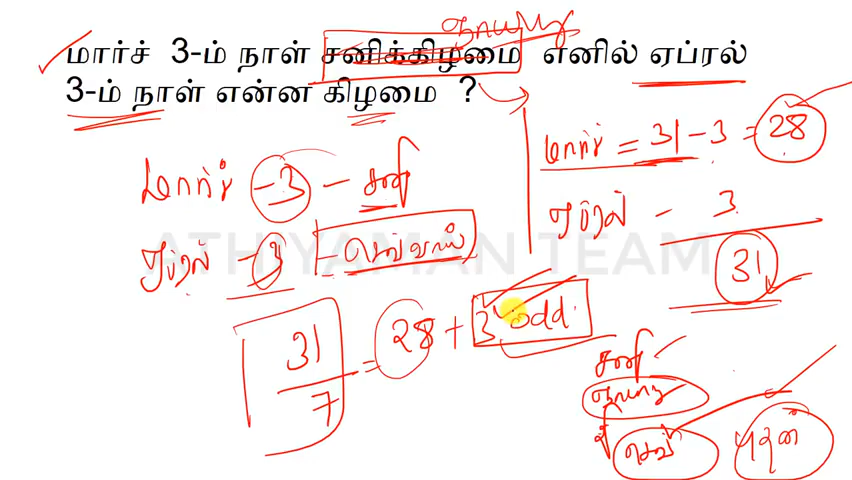 ஞாயிறு
மார்ச் 3-ம் நாள் சனிக்கிழமை எனில் ஏப்ரல்
3-ம் நாள் என்ன கிழமை ?
மார்ச் = 31 - 3 = 28
ஏப்ரல் - 3
31
மார்ச் - 3 - சனி
ஏப்ரல் - 3 - செவ்வாய்
ATHIYAMAN TEAM
31
7
= 28 + 3 odd
சனி
ஞாயிறு
தி
செவ்
புதன்